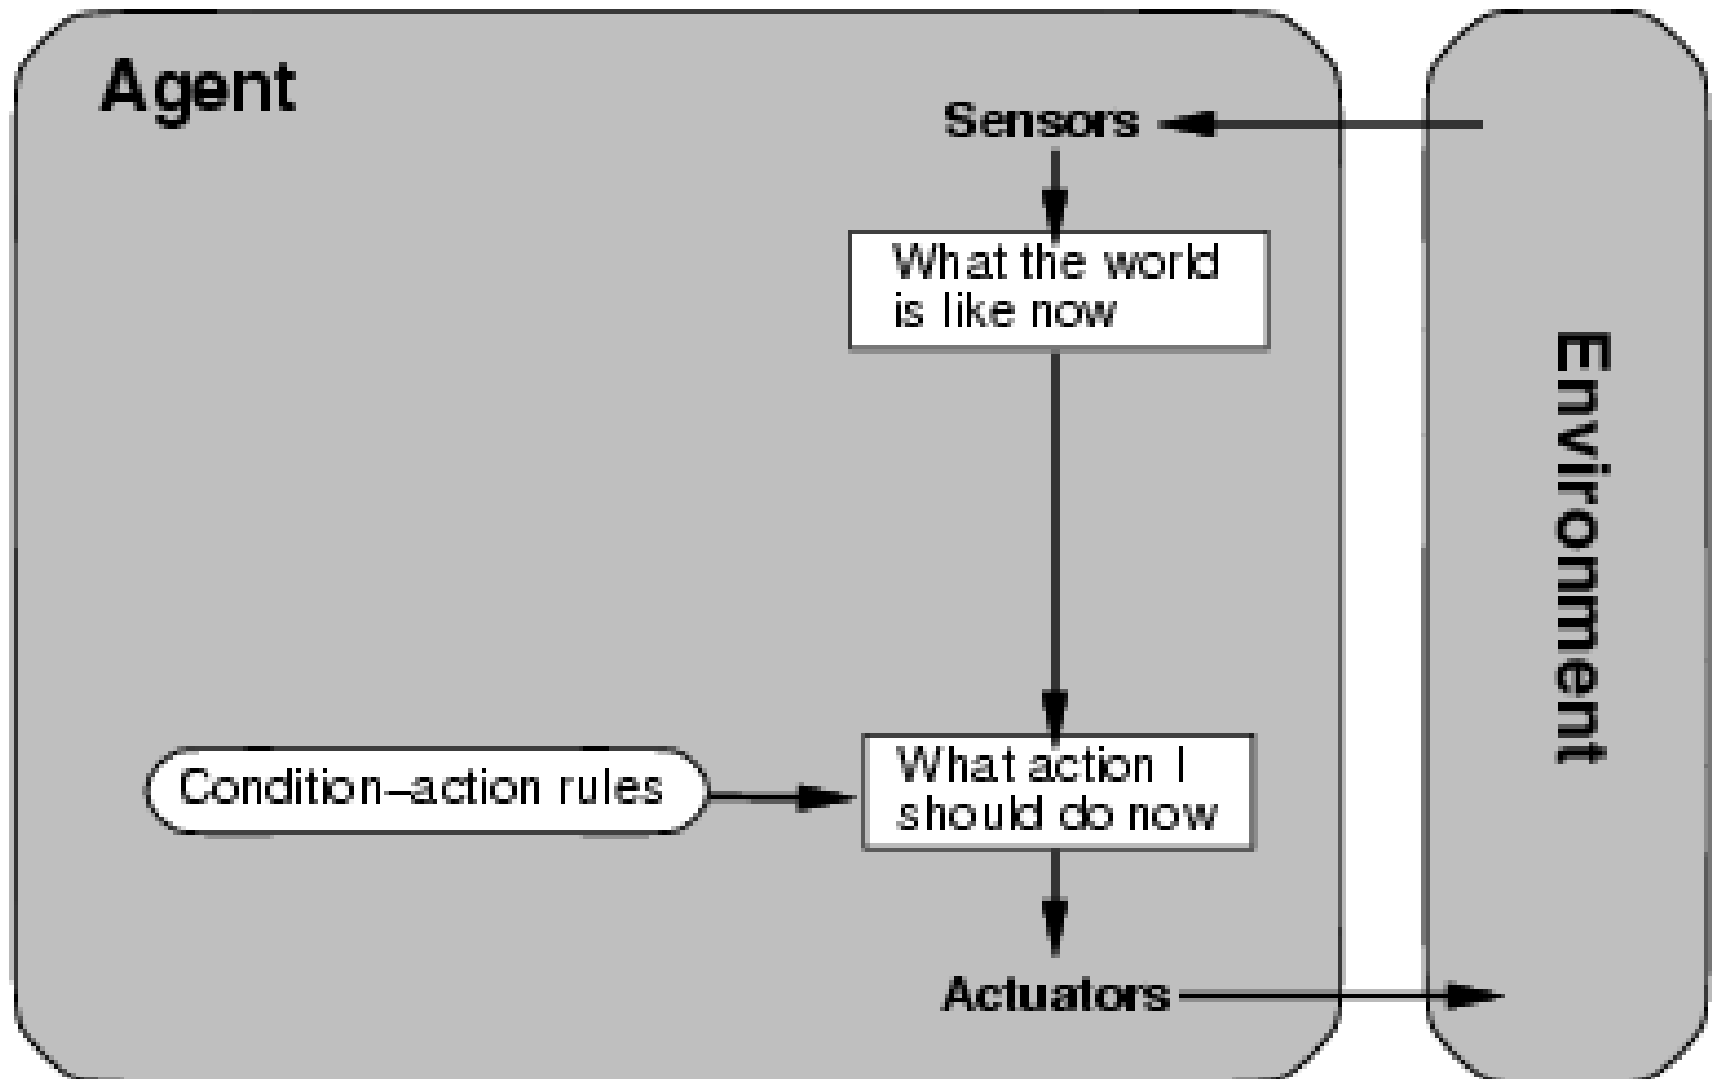 Agent
Sensors
What the world
is like now
Environment
Condition–action rules
What action I
should do now
Actuators